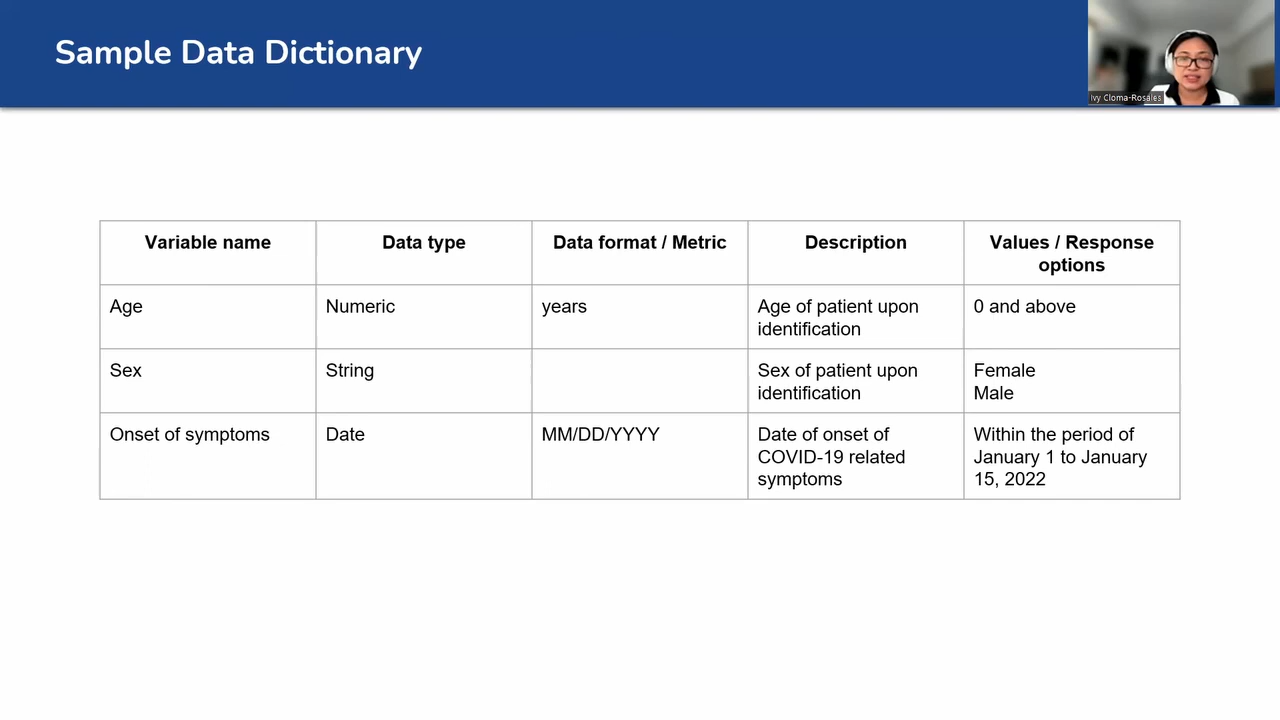 Sample Data Dictionary
Ivy Cloma-Rosales
Variable name
Data type
Data format / Metric
Description
Values / Response
options
Age
Numeric
years
Age of patient upon
identification
0 and above
Sex
String
Sex of patient upon
identification
Female
Male
Onset of symptoms
Date
MM/DD/YYYY
Date of onset of
COVID-19 related
symptoms
Within the period of
January 1 to January
15, 2022